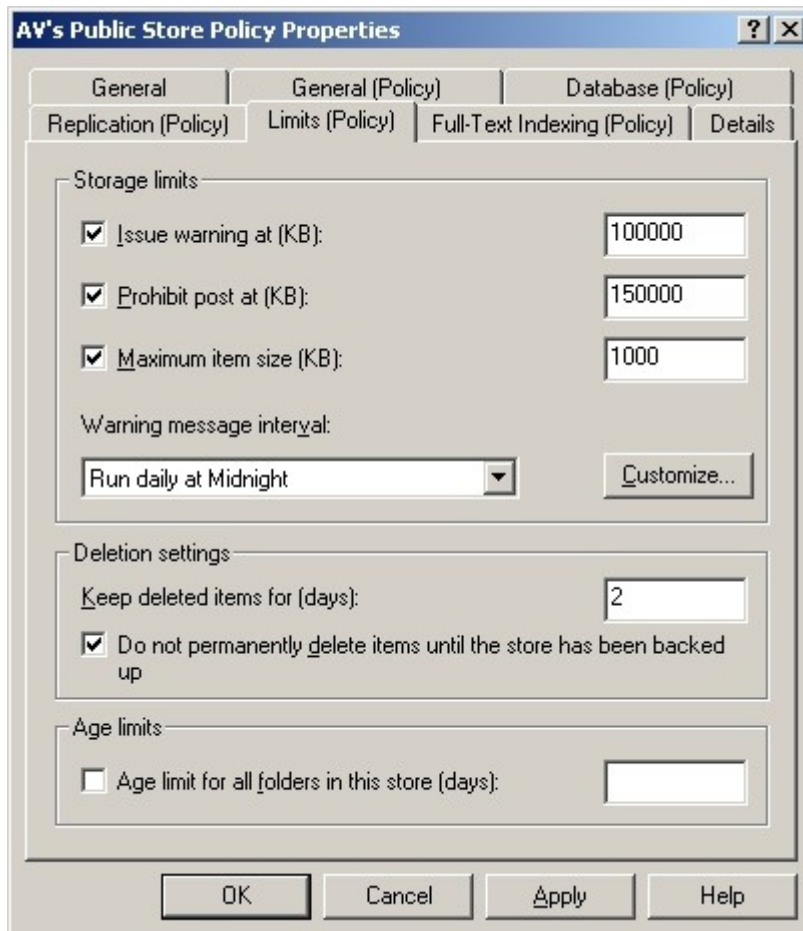 AV's Public Store Policy Properties
General General (Policy) Database (Policy)
Replication (Policy) Limits (Policy) Full-Text Indexing (Policy) Details
Storage limits
Issue warning at (KB): 100000
Prohibit post at (KB): 150000
Maximum item size (KB): 1000
Warning message interval:
Run daily at Midnight Customize...
Deletion settings
Keep deleted items for (days): 2
Do not permanently delete items until the store has been backed
up
Age limits
Age limit for all folders in this store (days):
OK Cancel Apply Help